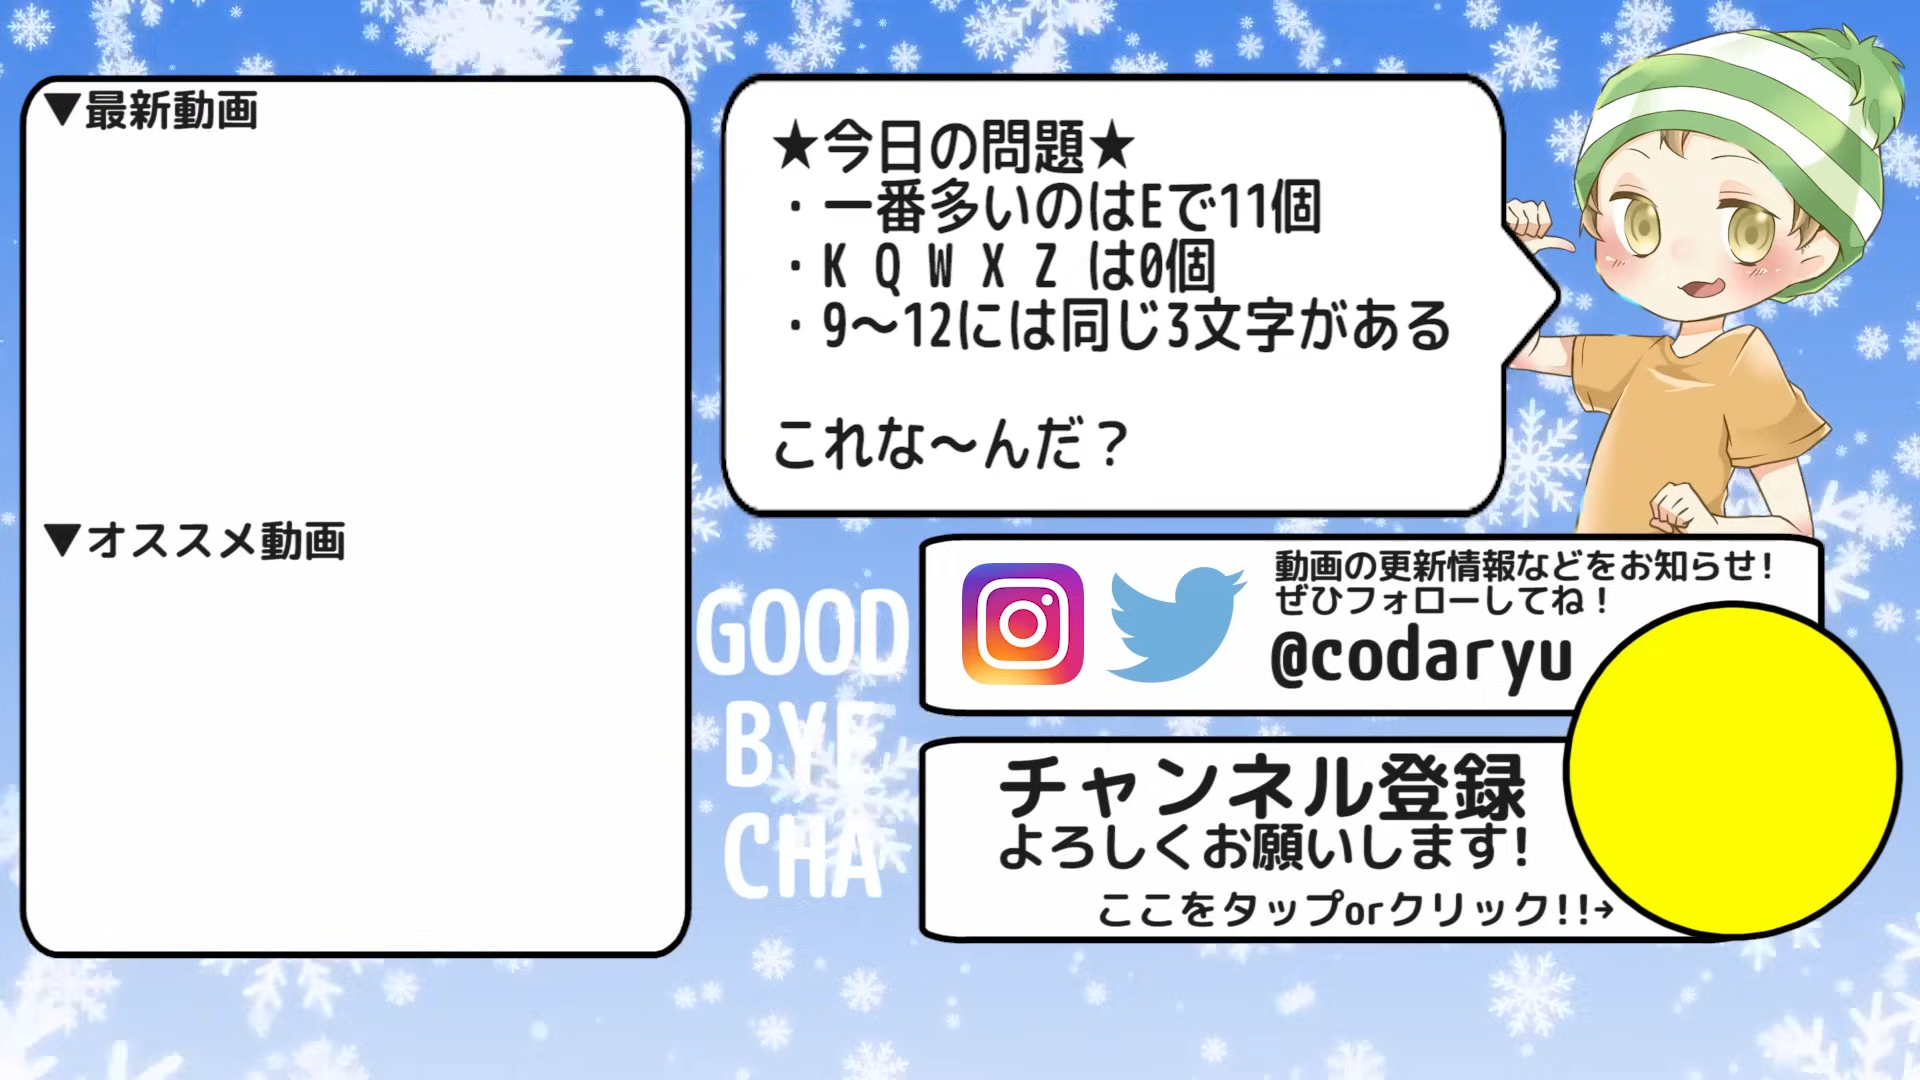 ▼最新動画
▼オススメ動画
★今日の問題★
・一番多いのはEで11個
・K Q W X Z は0個
・9〜12には同じ3文字がある
これな〜んだ？
GOOD
BYE
CHA
動画の更新情報などをお知らせ!
ぜひフォローしてね！
@codaryu
チャンネル登録
よろしくお願いします!
ここをタップorクリック!!→